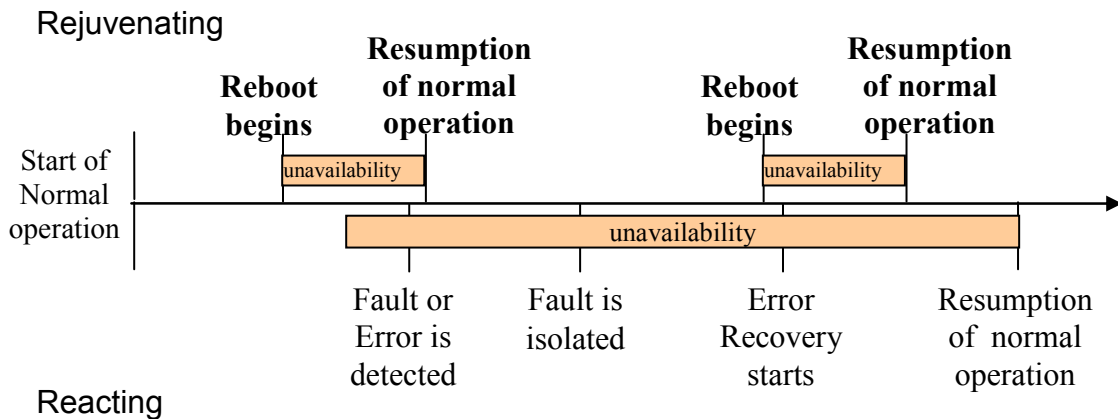 Rejuvenating
Reboot
begins
Resumption
of normal
operation
Reboot
begins
Resumption
of normal
operation
Start of
Normal
operation
unavailability
unavailability
unavailability
Fault or
Error is
detected
Fault is
isolated
Error
Recovery
starts
Resumption
of normal
operation
Reacting